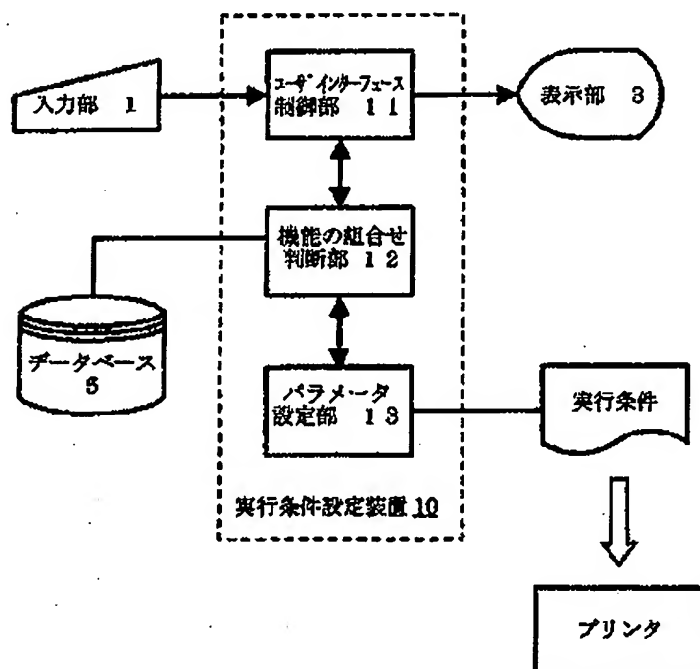 入力部 1
ユーザインターフェース
制御部 11
表示部 3
機能の組合せ
判断部 12
データベース
5
パラメータ
設定部 13
実行条件
実行条件設定装置 10
プリンタ